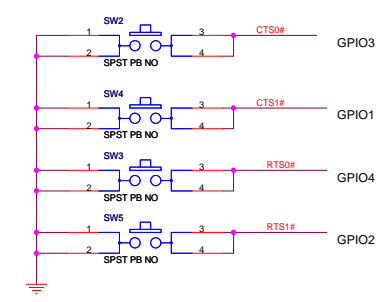 SW2
1 3 CTS0#
2 4 GPIO3
SPST PB NO
SW4
1 3 CTS1#
2 4 GPIO1
SPST PB NO
SW3
1 3 RTS0#
2 4 GPIO4
SPST PB NO
SW5
1 3 RTS1#
2 4 GPIO2
SPST PB NO